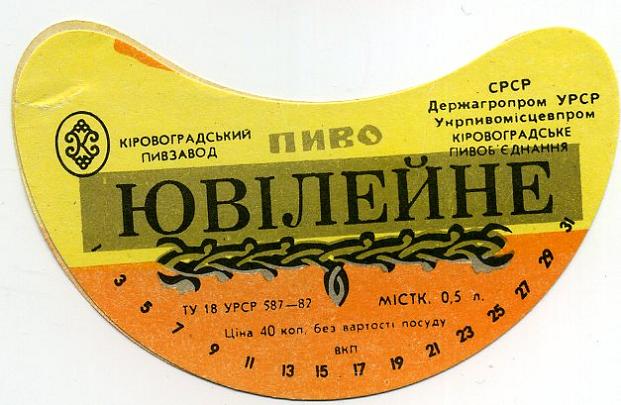 СРСР
Держагропром УРСР
Укрпивомісцевпром
КІРОВОГРАДСЬКЕ
ПИВОБ'ЄДНАННЯ
КІРОВОГРАДСЬКИЙ
ПИВЗАВОД
ПИВО
ЮВІЛЕЙНЕ
ТУ 18 УРСР 587—82
МІСТК. 0,5 л.
Ціна 40 коп. без вартості посуду
ВКП
1 3 5 7 9 11 13 15 17 19 21 23 25 27 29 31